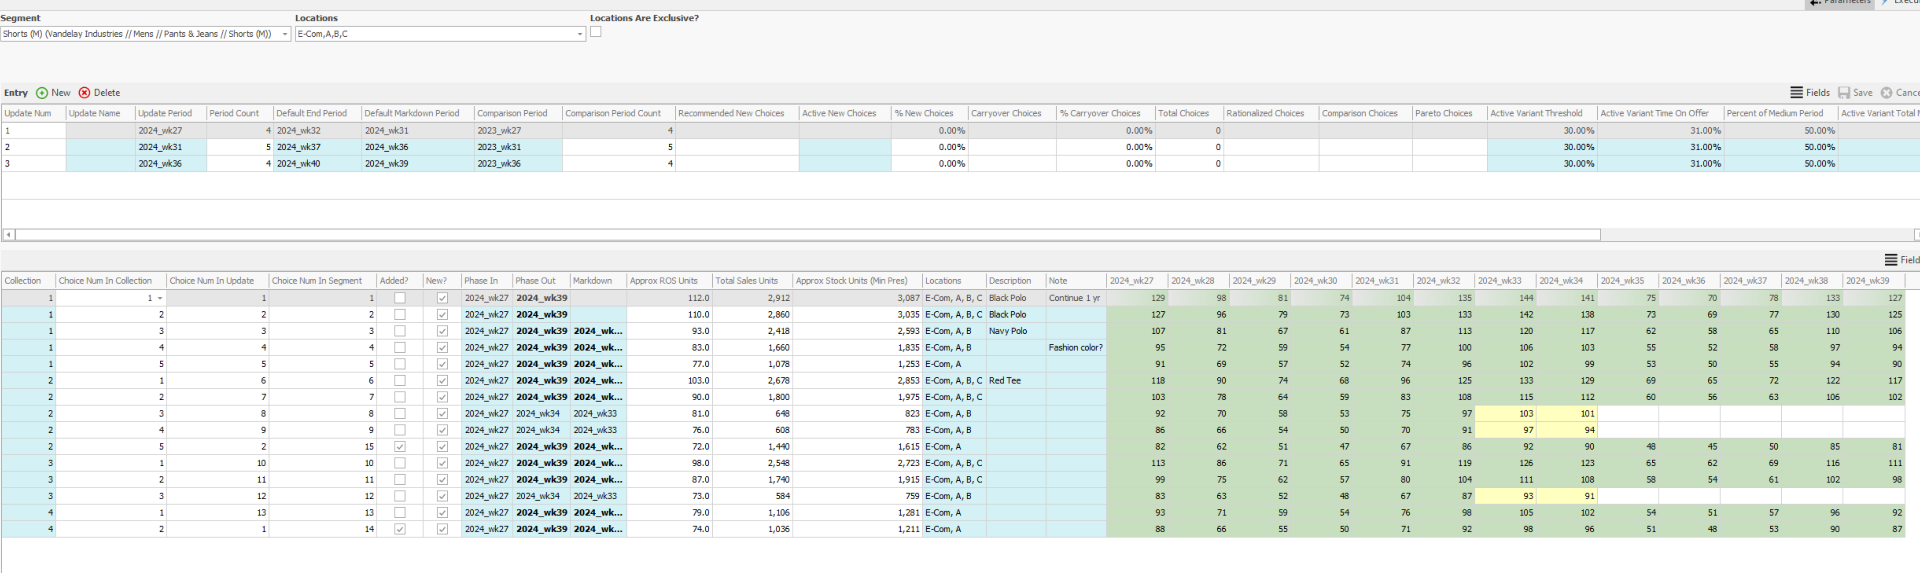 Parameters
Segment Locations Locations Are Exclusive?
Shorts (M) (Vandelay Industries // Mens // Pants & Jeans // Shorts (M)) E-Com,A,B,C
Entry New Delete Fields Save
Update Num Update Name Update Period Period Count Default End Period Default Markdown Period Comparison Period Comparison Period Count Recommended New Choices Active New Choices % New Choices Carryover Choices % Carryover Choices Total Choices Rationalized Choices Comparison Choices Pareto Choices Active Variant Threshold Active Variant Time On Offer Percent of Medium Period Active Variant Total
1 2024_wk27 4 2024_wk32 2024_wk31 2023_wk27 4 0.00% 0.00% 0 30.00% 31.00% 50.00%
2 2024_wk31 5 2024_wk37 2024_wk36 2023_wk31 5 0.00% 0.00% 0 30.00% 31.00% 50.00%
3 2024_wk36 4 2024_wk40 2024_wk39 2023_wk36 4 0.00% 0.00% 0 30.00% 31.00% 50.00%
Collection Choice Num In Collection Choice Num In Update Choice Num In Segment Added? New? Phase In Phase Out Markdown Approx ROS Units Total Sales Units Approx Stock Units (Min Pres) Locations Description Note 2024_wk27 2024_wk28 2024_wk29 2024_wk30 2024_wk31 2024_wk32 2024_wk33 2024_wk34 2024_wk35 2024_wk36 2024_wk37 2024_wk38 2024_wk39
1 1 1 1 2024_wk27 2024_wk39 112.0 2,912 3,087 E-Com, A, B, C Black Polo Continue 1 yr 129 98 81 74 104 135 144 141 75 70 78 133 127
1 2 2 2 2024_wk27 2024_wk39 110.0 2,860 3,035 E-Com, A, B, C Black Polo 127 96 79 73 103 133 142 138 73 69 77 130 125
1 3 3 3 2024_wk27 2024_wk39 2024_wk... 93.0 2,418 2,593 E-Com, A, B Navy Polo 107 81 67 61 87 113 120 117 62 58 65 110 106
1 4 4 4 2024_wk27 2024_wk39 2024_wk... 83.0 1,660 1,835 E-Com, A, B Fashion color? 95 72 59 54 77 100 106 103 55 52 58 97 94
1 5 5 5 2024_wk27 2024_wk39 2024_wk... 77.0 1,078 1,253 E-Com, A 91 69 57 52 74 96 102 99 53 50 55 94 90
2 1 6 6 2024_wk27 2024_wk39 2024_wk... 103.0 2,678 2,853 E-Com, A, B, C Red Tee 118 90 74 68 96 125 133 129 69 65 72 122 117
2 2 7 7 2024_wk27 2024_wk39 2024_wk... 90.0 1,800 1,975 E-Com, A, B, C 103 78 64 59 83 108 115 112 60 56 63 106 102
2 3 8 8 2024_wk27 2024_wk34 2024_wk33 81.0 648 823 E-Com, A, B 92 70 58 53 75 97 103 101
2 4 9 9 2024_wk27 2024_wk34 2024_wk33 76.0 608 783 E-Com, A, B 86 66 54 50 70 91 97 94
2 5 2 15 2024_wk27 2024_wk39 2024_wk... 72.0 1,440 1,615 E-Com, A 82 62 51 47 67 86 92 90 48 45 50 85 81
3 1 10 10 2024_wk27 2024_wk39 2024_wk... 98.0 2,548 2,723 E-Com, A, B, C 113 86 71 65 91 119 126 123 65 62 69 116 111
3 2 11 11 2024_wk27 2024_wk39 2024_wk... 87.0 1,740 1,915 E-Com, A, B, C 99 75 62 57 80 104 111 108 58 54 61 102 98
3 3 12 12 2024_wk27 2024_wk34 2024_wk33 73.0 584 759 E-Com, A, B 83 63 52 48 67 87 93 91
4 1 13 13 2024_wk27 2024_wk39 2024_wk... 79.0 1,106 1,281 E-Com, A 93 71 59 54 76 98 105 102 54 51 57 96 92
4 2 1 14 2024_wk27 2024_wk39 2024_wk... 74.0 1,036 1,211 E-Com, A 88 66 55 50 71 92 98 96 51 48 53 90 87